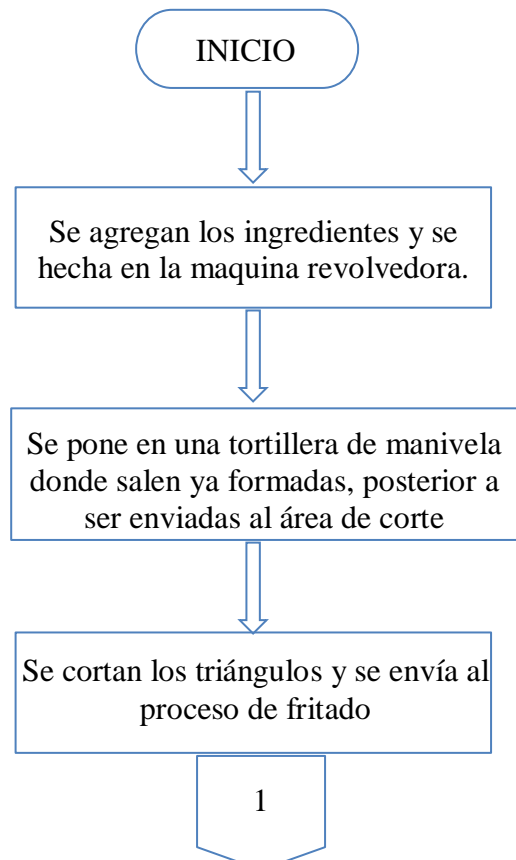 INICIO
Se agregan los ingredientes y se
hecha en la maquina revolvedora.
Se pone en una tortillera de manivela
donde salen ya formadas, posterior a
ser enviadas al área de corte
Se cortan los triángulos y se envía al
proceso de fritado
1